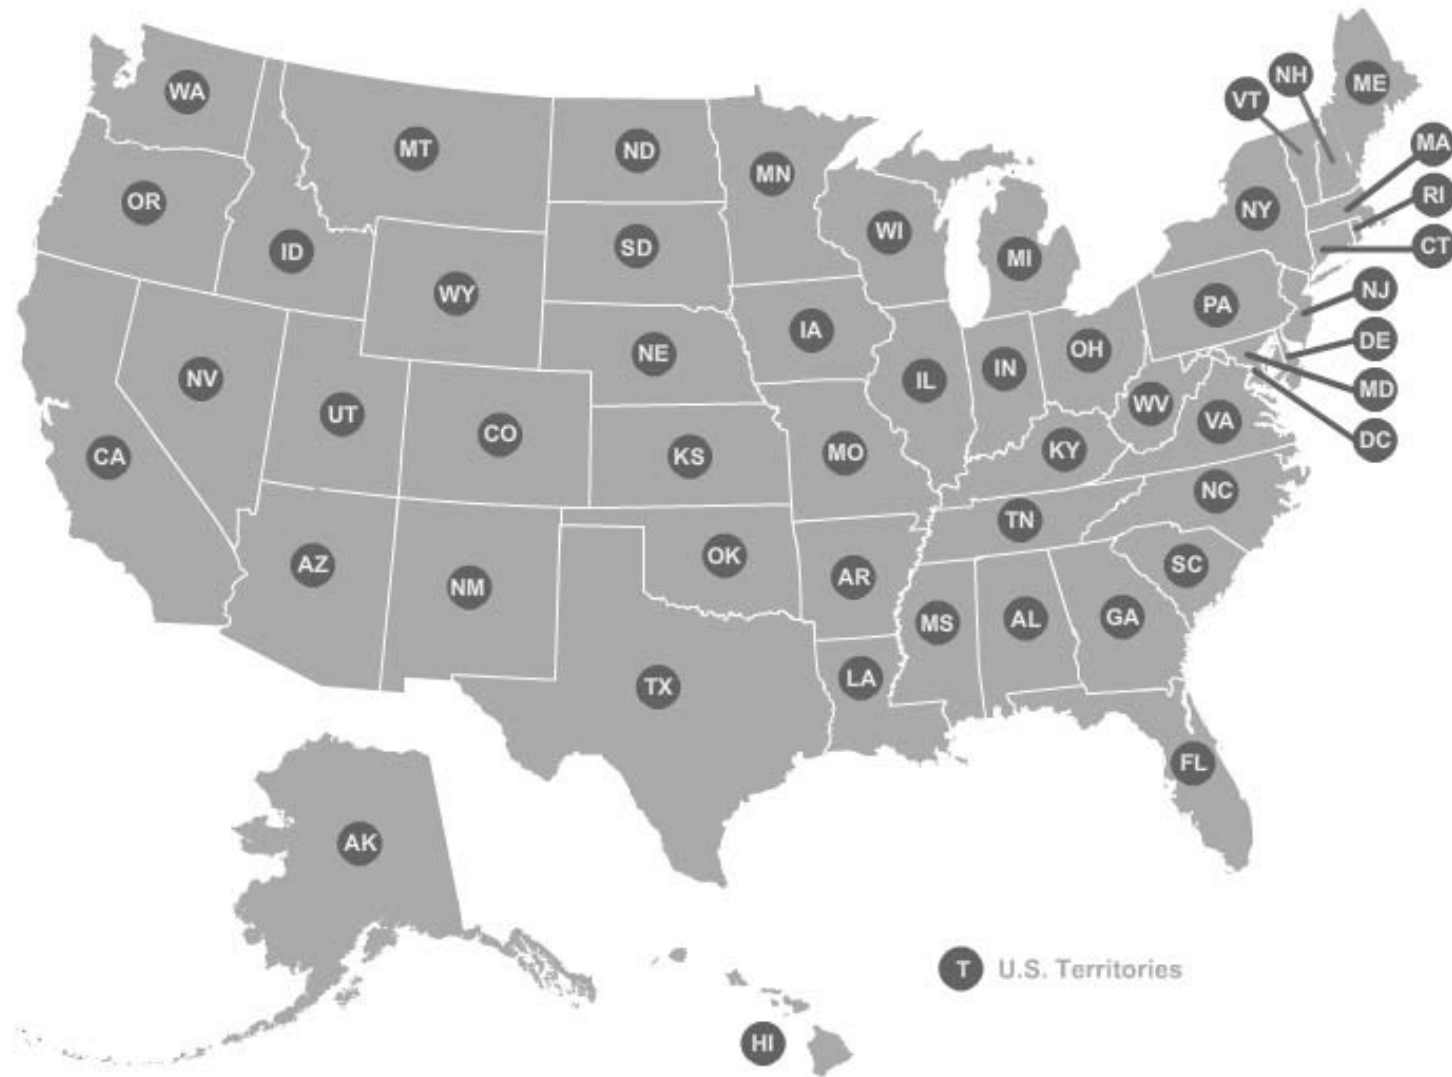 WA
MT
ND
MN
OR
ID
WY
SD
WI
MI
NY
VT
NH
ME
MA
RI
CT
NJ
DE
MD
DC
PA
NV
UT
CO
NE
IA
IL
IN
OH
WV
VA
CA
KS
MO
KY
NC
AZ
NM
OK
AR
TN
SC
TX
LA
MS
AL
GA
FL
AK
HI
T U.S. Territories